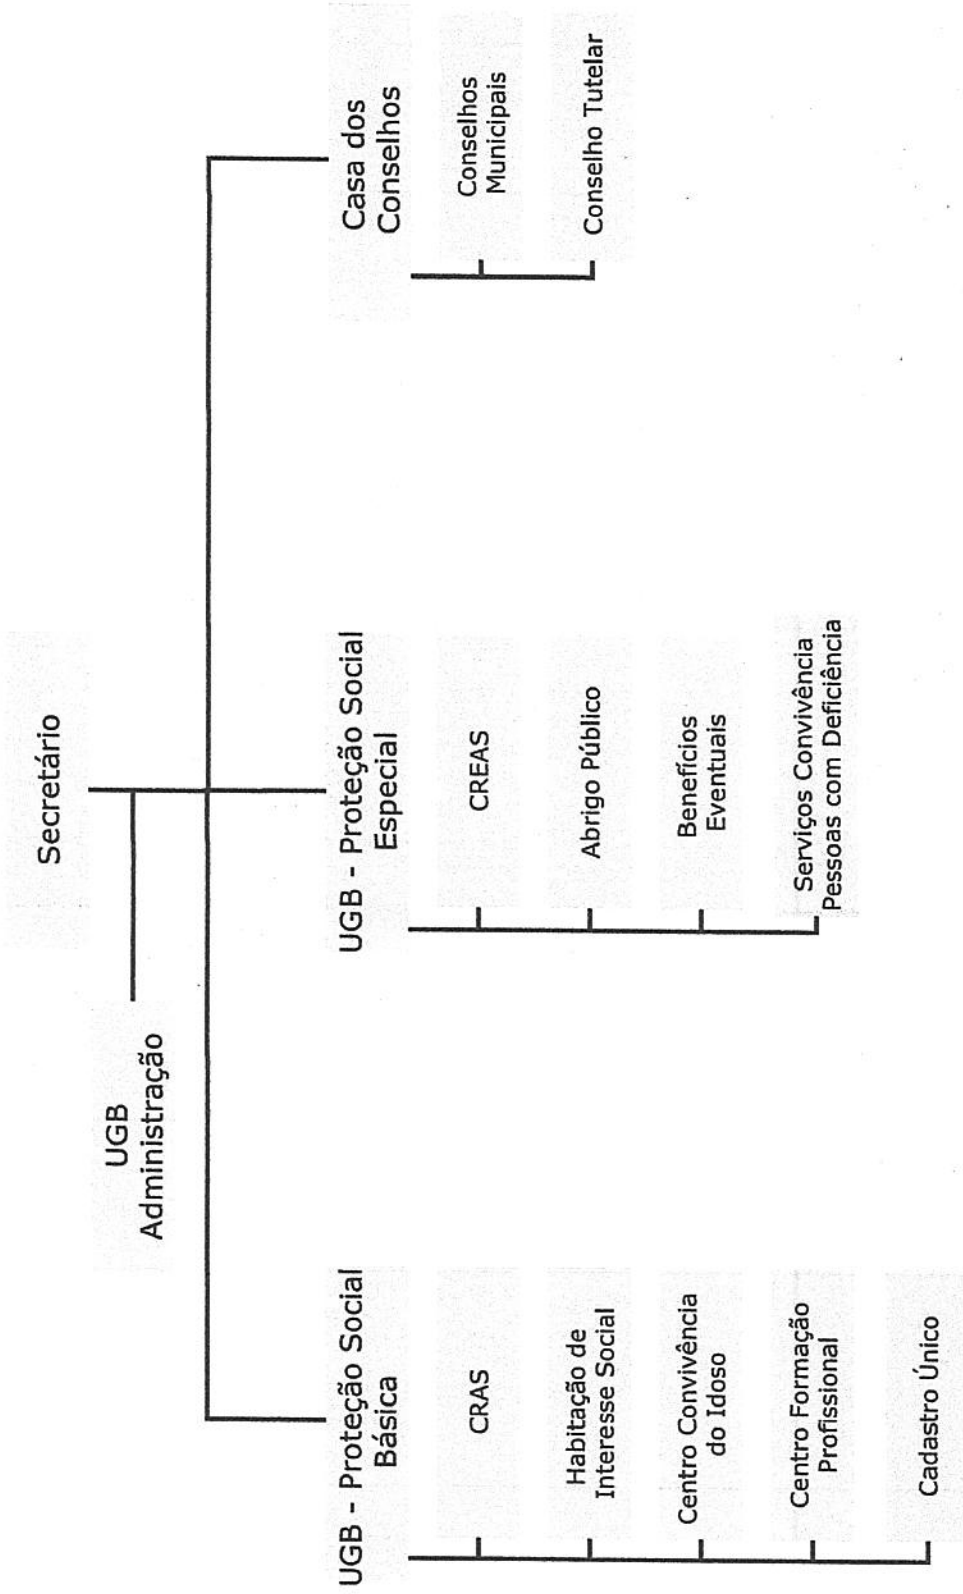 Secretário
UGB
Administração
UGB - Proteção Social
Básica
CRAS
Habitação de
Interesse Social
Centro Convivência
do Idoso
Centro Formação
Profissional
Cadastro Único
UGB - Proteção Social
Especial
CREAS
Abrigo Público
Benefícios
Eventuais
Serviços Convivência
Pessoas com Deficiência
Casa dos
Conselhos
Conselhos
Municipais
Conselho Tutelar